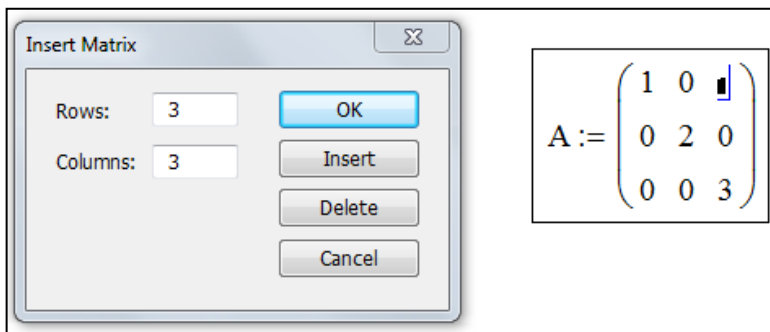 Insert Matrix
Rows: 3 OK
Columns: 3 Insert
Delete
Cancel
1 0
A := 0 2 0
0 0 3